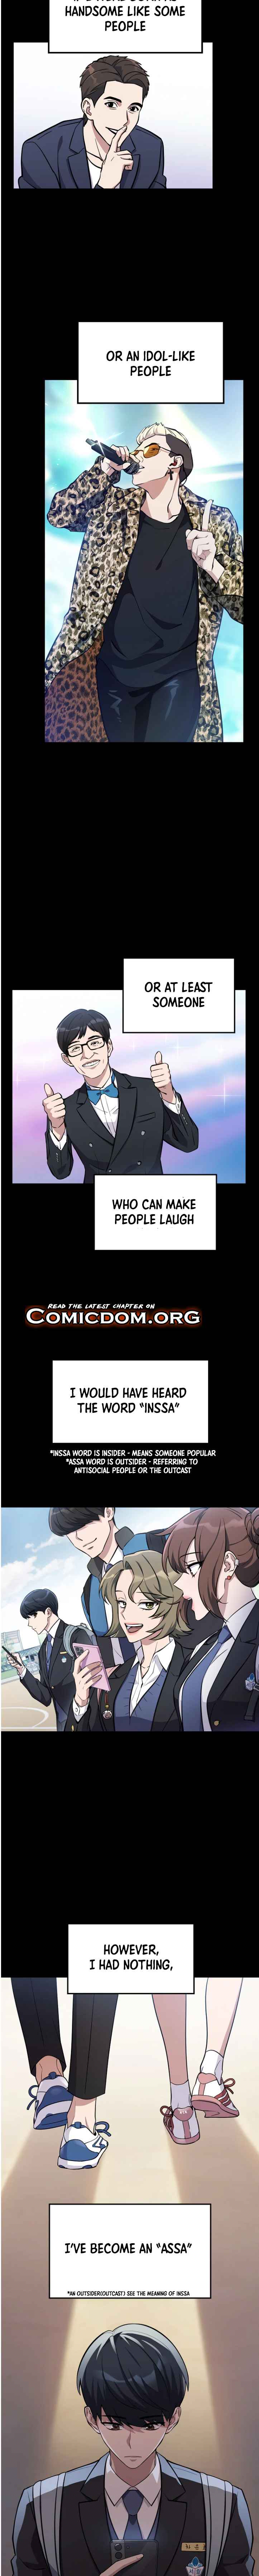 HANDSOME LIKE SOME
PEOPLE
OR AN IDOL-LIKE
PEOPLE
OR AT LEAST
SOMEONE
WHO CAN MAKE
PEOPLE LAUGH
READ THE LATEST CHAPTER ON
COMICDOM.ORG
I WOULD HAVE HEARD
THE WORD "INSSA"
*INSSA WORD IS INSIDER - MEANS SOMEONE POPULAR
*ASSA WORD IS OUTSIDER - REFERRING TO
ANTISOCIAL PEOPLE OR THE OUTCAST
HOWEVER,
I HAD NOTHING,
I'VE BECOME AN "ASSA"
*AN OUTSIDER(OUTCAST) SEE THE MEANING OF INSSA